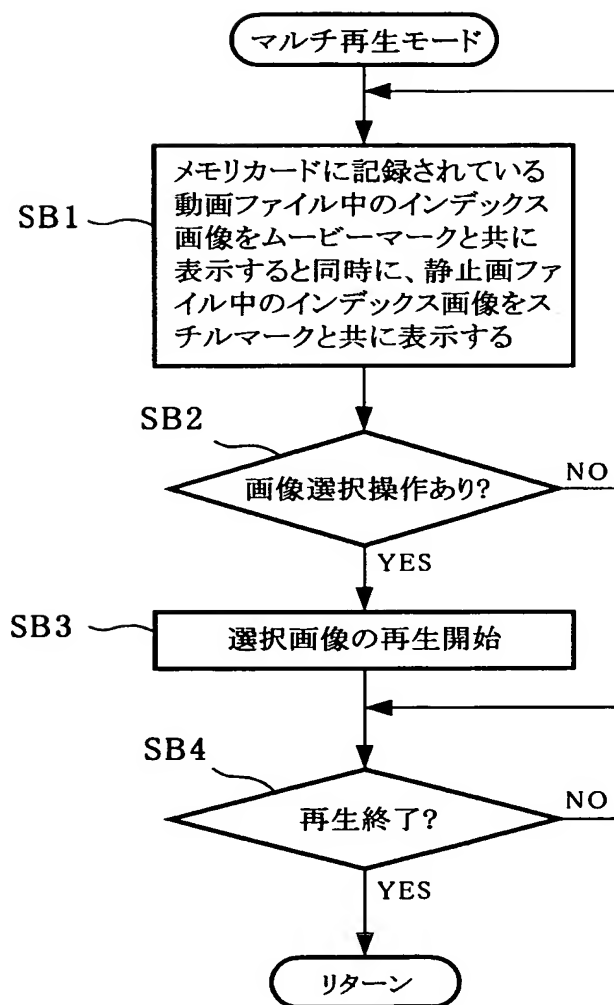 マルチ再生モード
SB1
メモリカードに記録されている
動画ファイル中のインデックス
画像をムービーマークと共に
表示すると同時に、静止画ファ
イル中のインデックス画像をス
チルマークと共に表示する
SB2
画像選択操作あり?
NO
YES
SB3
選択画像の再生開始
SB4
再生終了?
NO
YES
リターン